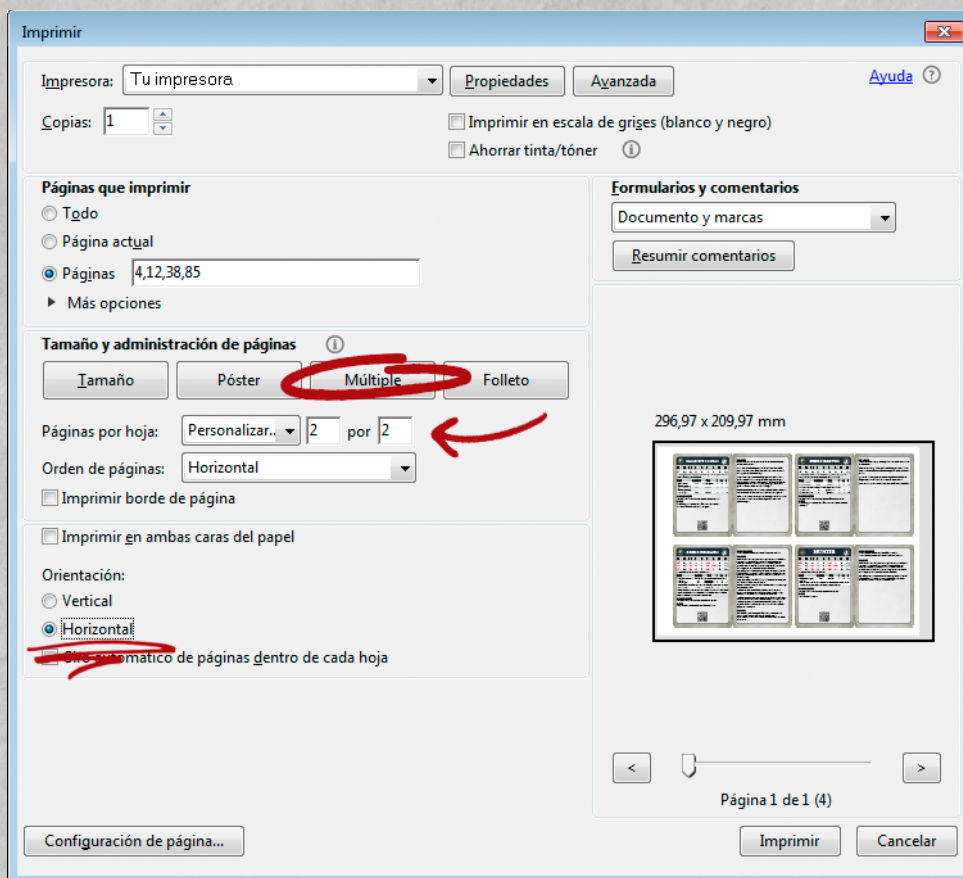 Imprimir
Impresora: Tu impresora Propiedades Avanzada Ayuda ?
Copias: 1 Imprimir en escala de grises (blanco y negro)
Ahorrar tinta/tóner i
Páginas que imprimir
Todo
Página actual
Páginas 4,12,38,85
Más opciones
Formularios y comentarios
Documento y marcas
Resumir comentarios
Tamaño y administración de páginas i
Tamaño Póster Múltiple Folleto
Páginas por hoja: Personalizar.. 2 por 2
Orden de páginas: Horizontal
Imprimir borde de página
Imprimir en ambas caras del papel
Orientación:
Vertical
Horizontal
Giro automático de páginas dentro de cada hoja
296,97 x 209,97 mm
< >
Página 1 de 1 (4)
Configuración de página... Imprimir Cancelar